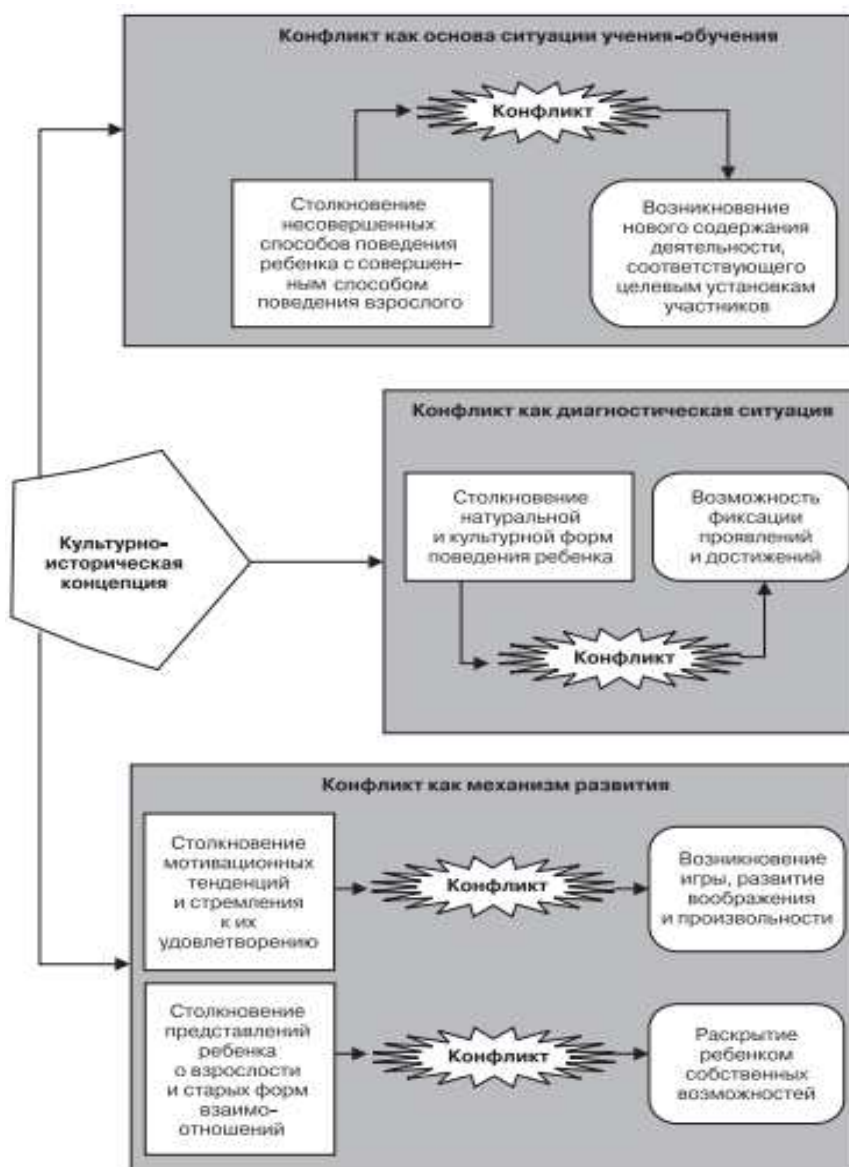 Конфликт как основа ситуации учения-обучения
Конфликт
Столкновение
несовершенных
способов поведения
ребенка с совершен-
ным способом
поведения взрослого
Возникновение
нового содержания
деятельности,
соответствующего
целевым установкам
участников
Культурно-
историческая
концепция
Конфликт как диагностическая ситуация
Столкновение
натуральной
и культурной форм
поведения ребенка
Возможность
фиксации
проявлений
и достижений
Конфликт
Конфликт как механизм развития
Столкновение
мотивационных
тенденций
и стремления
к их
удовлетворению
Конфликт
Возникновение
игры, развитие
воображения
и произвольности
Столкновение
представлений
ребенка
о взрослости
и старых форм
взаимо-
отношений
Конфликт
Раскрытие
ребенком
собственных
возможностей